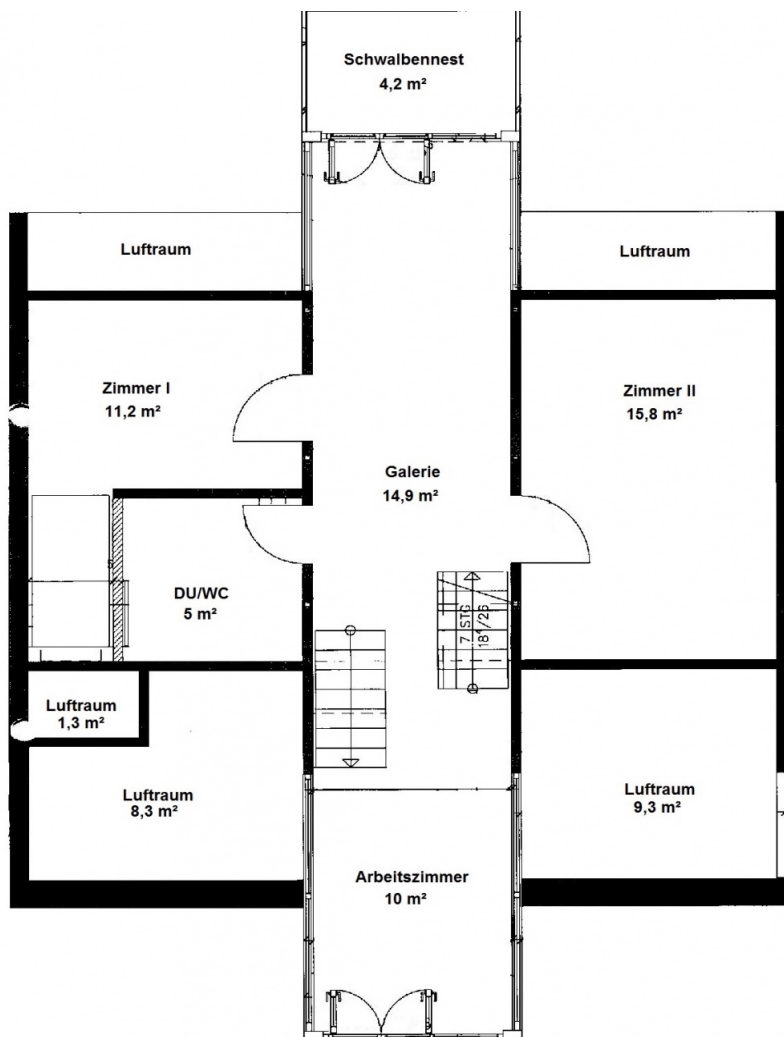 Schwalbennest
4,2 m²
Luftraum
Luftraum
Zimmer I
11,2 m²
Zimmer II
15,8 m²
Galerie
14,9 m²
DU/WC
5 m²
7 STG
18¹/26
Luftraum
1,3 m²
Luftraum
8,3 m²
Luftraum
9,3 m²
Arbeitszimmer
10 m²